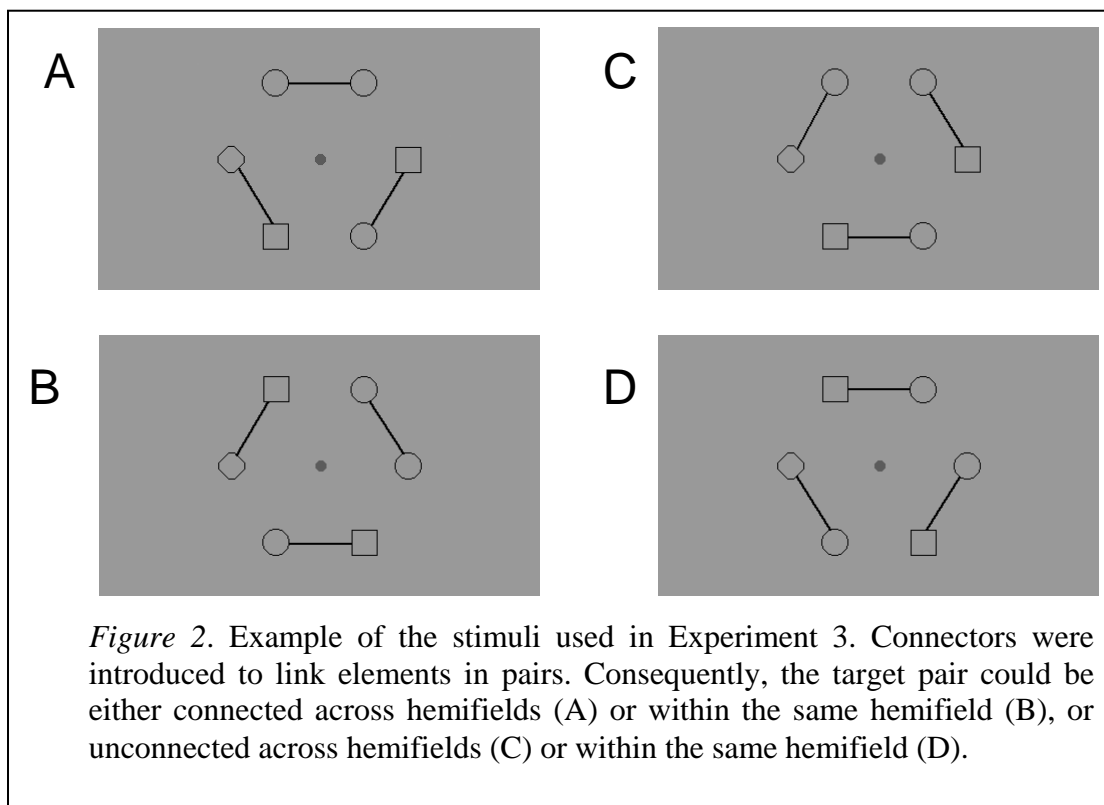 A
C
B
D
Figure 2. Example of the stimuli used in Experiment 3. Connectors were
introduced to link elements in pairs. Consequently, the target pair could be
either connected across hemifields (A) or within the same hemifield (B), or
unconnected across hemifields (C) or within the same hemifield (D).